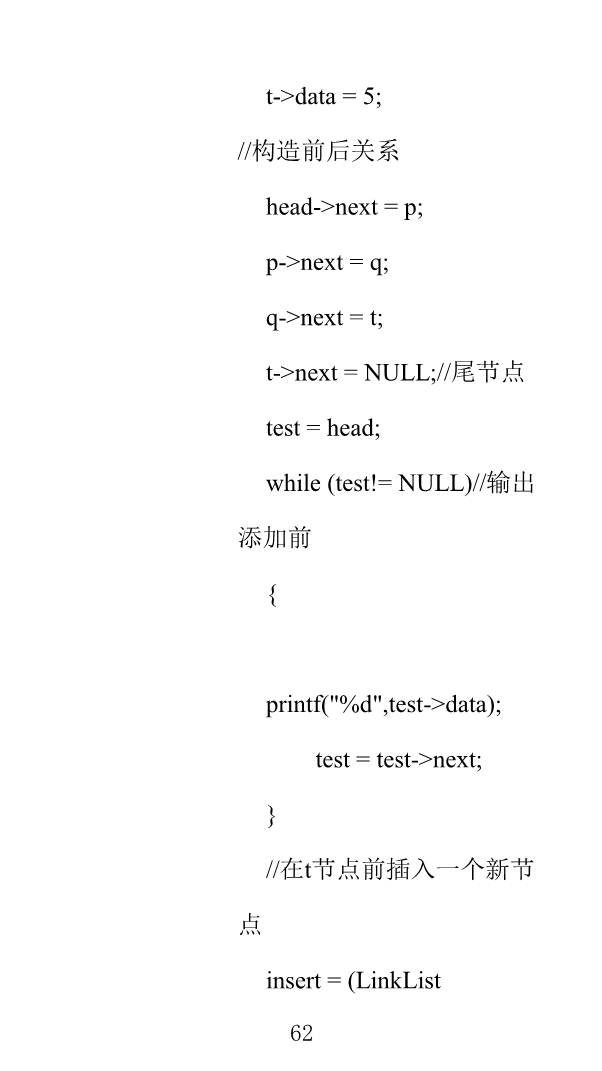 t->data = 5;
//构造前后关系
head->next = p;
p->next = q;
q->next = t;
t->next = NULL;//尾节点
test = head;
while (test!= NULL)//输出
添加前
{
printf("%d",test->data);
test = test->next;
}
//在t节点前插入一个新节
点
insert = (LinkList
62